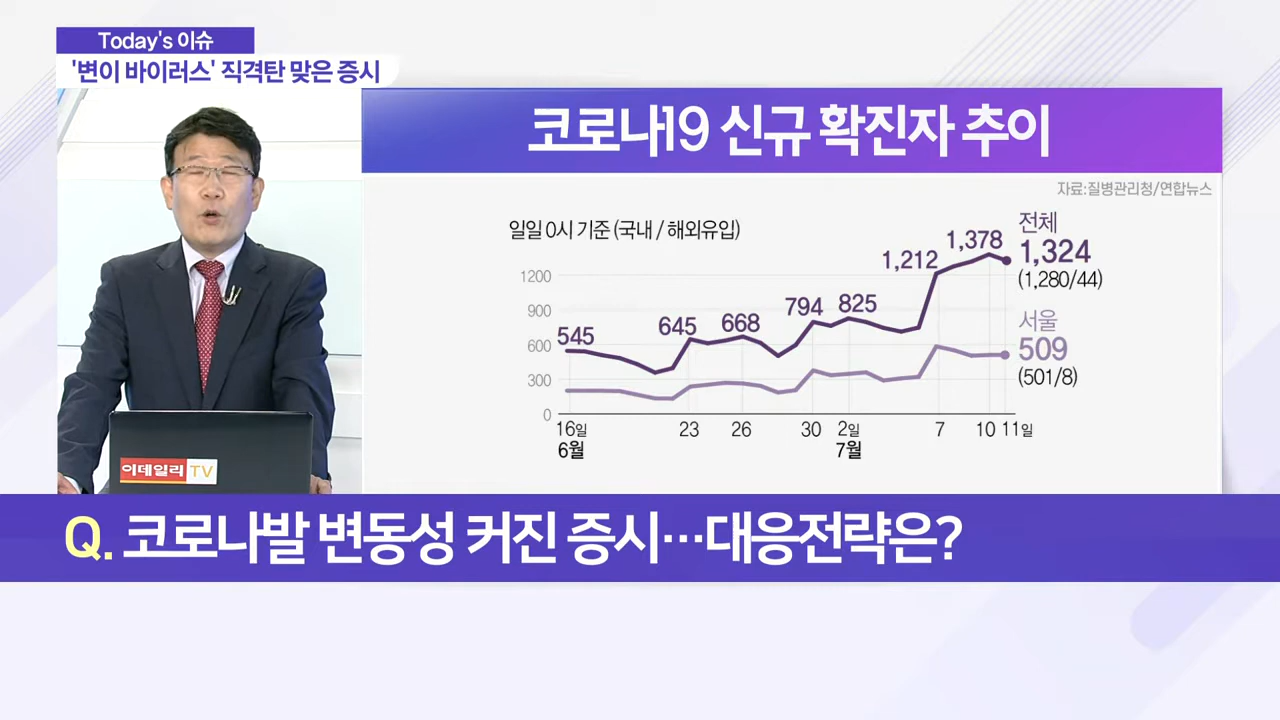 Today's 이슈
'변이 바이러스' 직격탄 맞은 증시
코로나19 신규 확진자 추이
자료:질병관리청/연합뉴스
일일 0시 기준 (국내 / 해외유입)
전체
1,324
(1,280/44)
서울
509
(501/8)
1200
900
600
300
0
545
645
668
794
825
1,212
1,378
16일 23 26 30 2일 7 10 11일
6월 7월
이데일리 TV
Q. 코로나발 변동성 커진 증시…대응전략은?